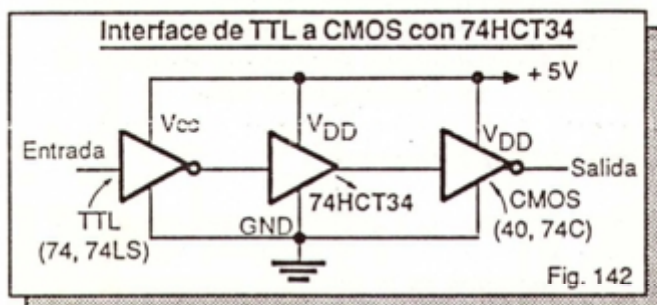 Interface de TTL a CMOS con 74HCT34
+ 5V
Vcc
VDD
VDD
Entrada
Salida
TTL
(74, 74LS)
74HCT34
GND
CMOS
(40, 74C)
Fig. 142